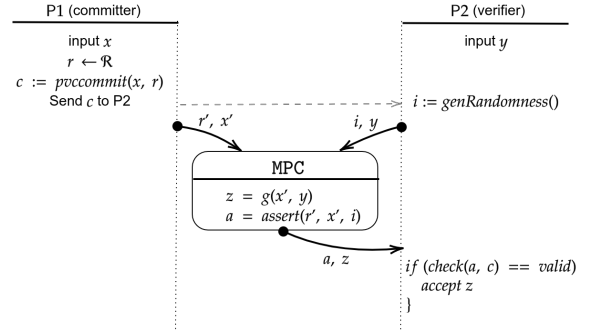 P1 (committer)
P2 (verifier)
input x
input y
r ← ℛ
c := pvccommit(x, r)
Send c to P2
i := genRandomness()
r′, x′
i, y
MPC
z = g(x′, y)
a = assert(r′, x′, i)
a, z
if (check(a, c) == valid)
accept z
}